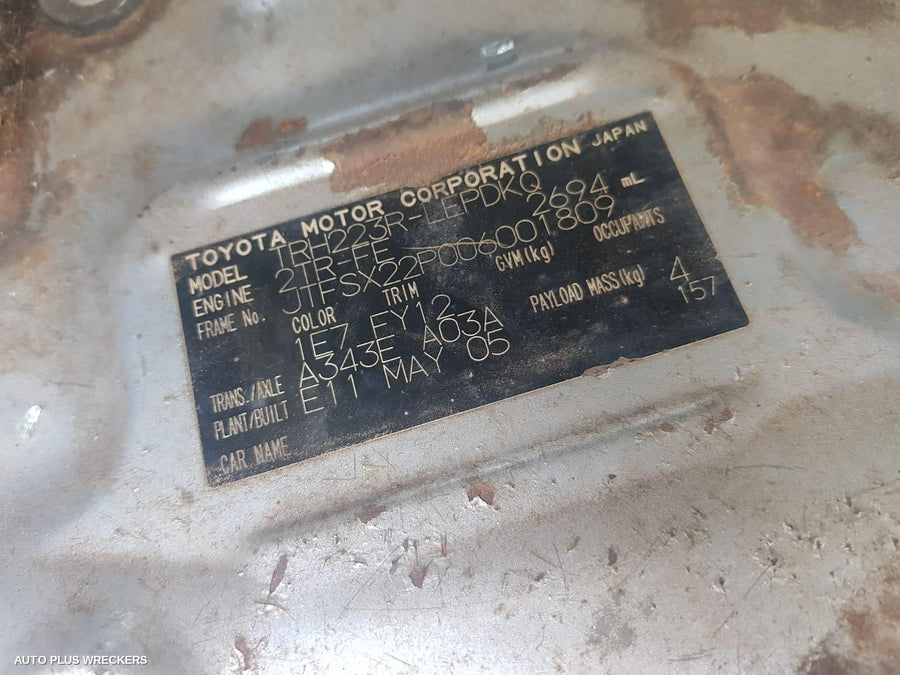 TOYOTA MOTOR CORPORATION JAPAN
MODEL TRH223R-LEPDKQ
ENGINE 2TR-FE 2694 mL
FRAME No. JTFSX22P006001809
COLOR TRIM GVM(kg) OCCUPANTS
1E7 EY12 4
TRANS./AXLE A343E A03A PAYLOAD MASS(kg) 157
PLANT/BUILT E11 MAY 05
CAR NAME
AUTO PLUS WRECKERS